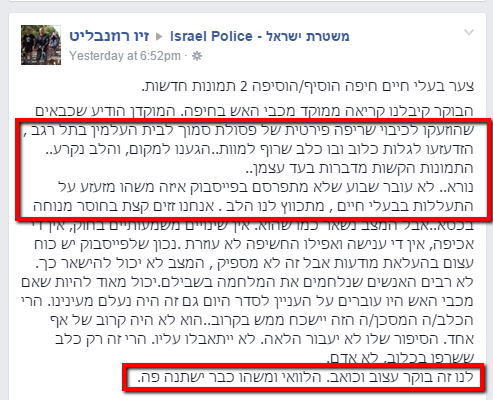 זיו רוזנבליט ▸ Israel Police - משטרת ישראל
Yesterday at 6:52pm ·
צער בעלי חיים חיפה הוסיף/הוסיפה 2 תמונות חדשות.
הבוקר קיבלנו קריאה ממוקד מכבי האש בחיפה. המוקדן הודיע שכבאים
שהוזעקו לכיבוי שריפה פירטית של פסולת סמוך לבית העלמין בתל רגב ,
הזדעזעו לגלות כלוב ובו כלב שרוף למוות..הגענו למקום, והלב נקרע..
התמונות הקשות מדברות בעד עצמן..
נורא.. לא עובר שבוע שלא מתפרסם בפייסבוק איזה משהו מזעזע על
התעללות בבעלי חיים , מתכווץ לנו הלב . אנחנו זזים קצת בחוסר מנוחה
בכסא..אבל המצב נשאר כמו שהוא. אין שינויים משמעותיים בחוק, אין די
אכיפה, אין די ענישה ואפילו החשיפה לא עוזרת .נכון שלפייסבוק יש כוח
עצום בהעלאת מודעות אבל זה לא מספיק , המצב לא יכול להישאר כך.
לא רבים האנשים שנלחמים את המלחמה בשבילם.יכול מאוד להיות שאם
מכבי האש היו עוברים על העניין לסדר היום גם זה היה נעלם מעינינו. הרי
הכלב/ה המסכן/ה הזה יישכח ממש בקרוב..הוא לא היה קרוב של אף
אחד. הסיפור שלו לא יעבור הלאה. לא ייתאבלו עליו. הרי זה רק כלב
ששרפו בכלוב, לא אדם.
לנו זה בוקר עצוב וכואב. הלוואי ומשהו כבר ישתנה פה.